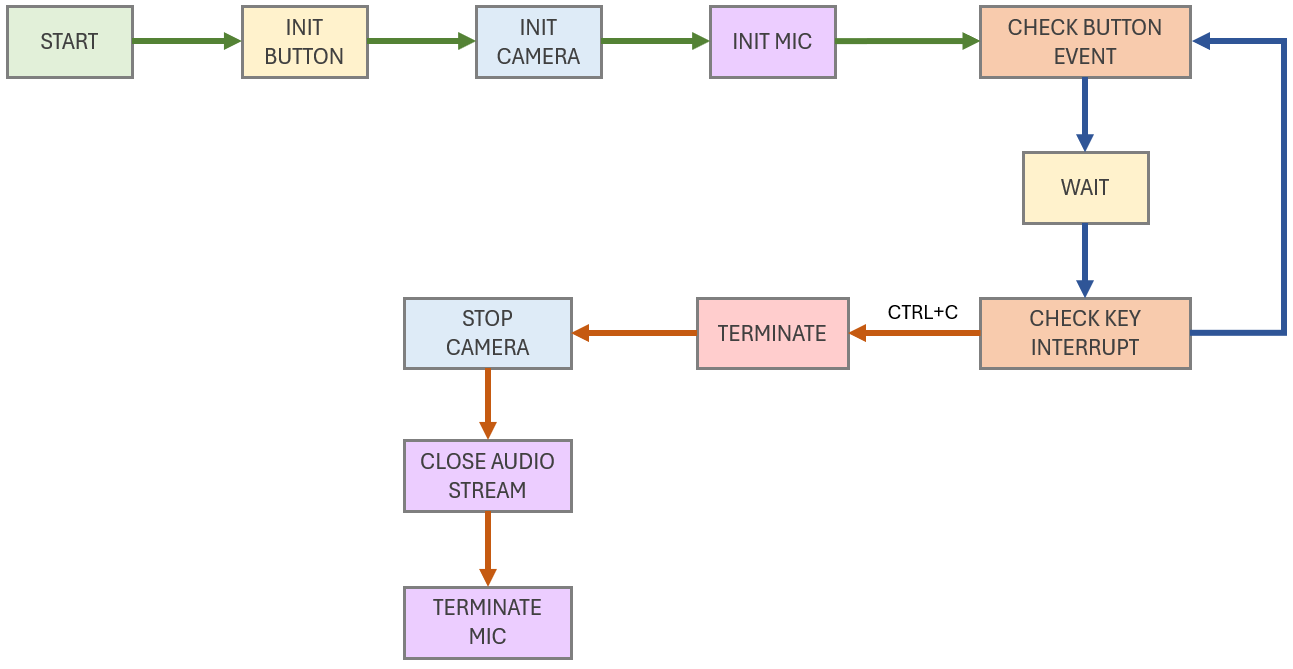 START
INIT
BUTTON
INIT
CAMERA
INIT MIC
CHECK BUTTON
EVENT
WAIT
CHECK KEY
INTERRUPT
CTRL+C
TERMINATE
STOP
CAMERA
CLOSE AUDIO
STREAM
TERMINATE
MIC